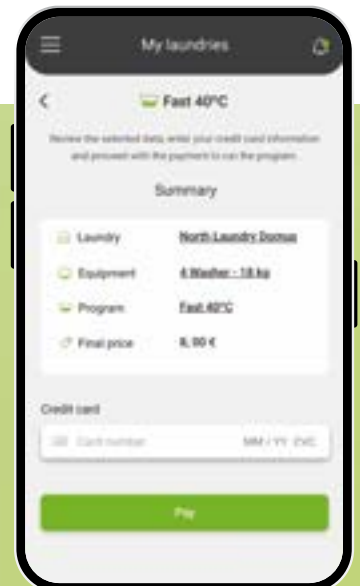 My laundries
Fast 40°C
Review the selected data, enter your credit card information
and proceed with the payment to run the program.
Summary
Laundry North Laundry Domus
Equipment 4 Washer - 18 kg
Program Fast 40°C
Final price 8,00 €
Credit card
Card number MM / YY CVC
Pay